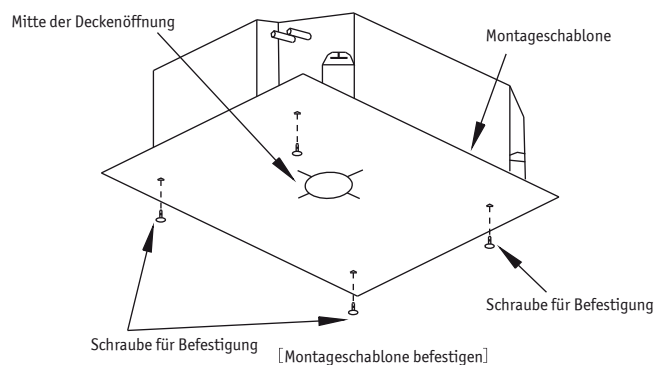 Mitte der Deckenöffnung
Montageschablone
Schraube für Befestigung
Schraube für Befestigung
[Montageschablone befestigen]